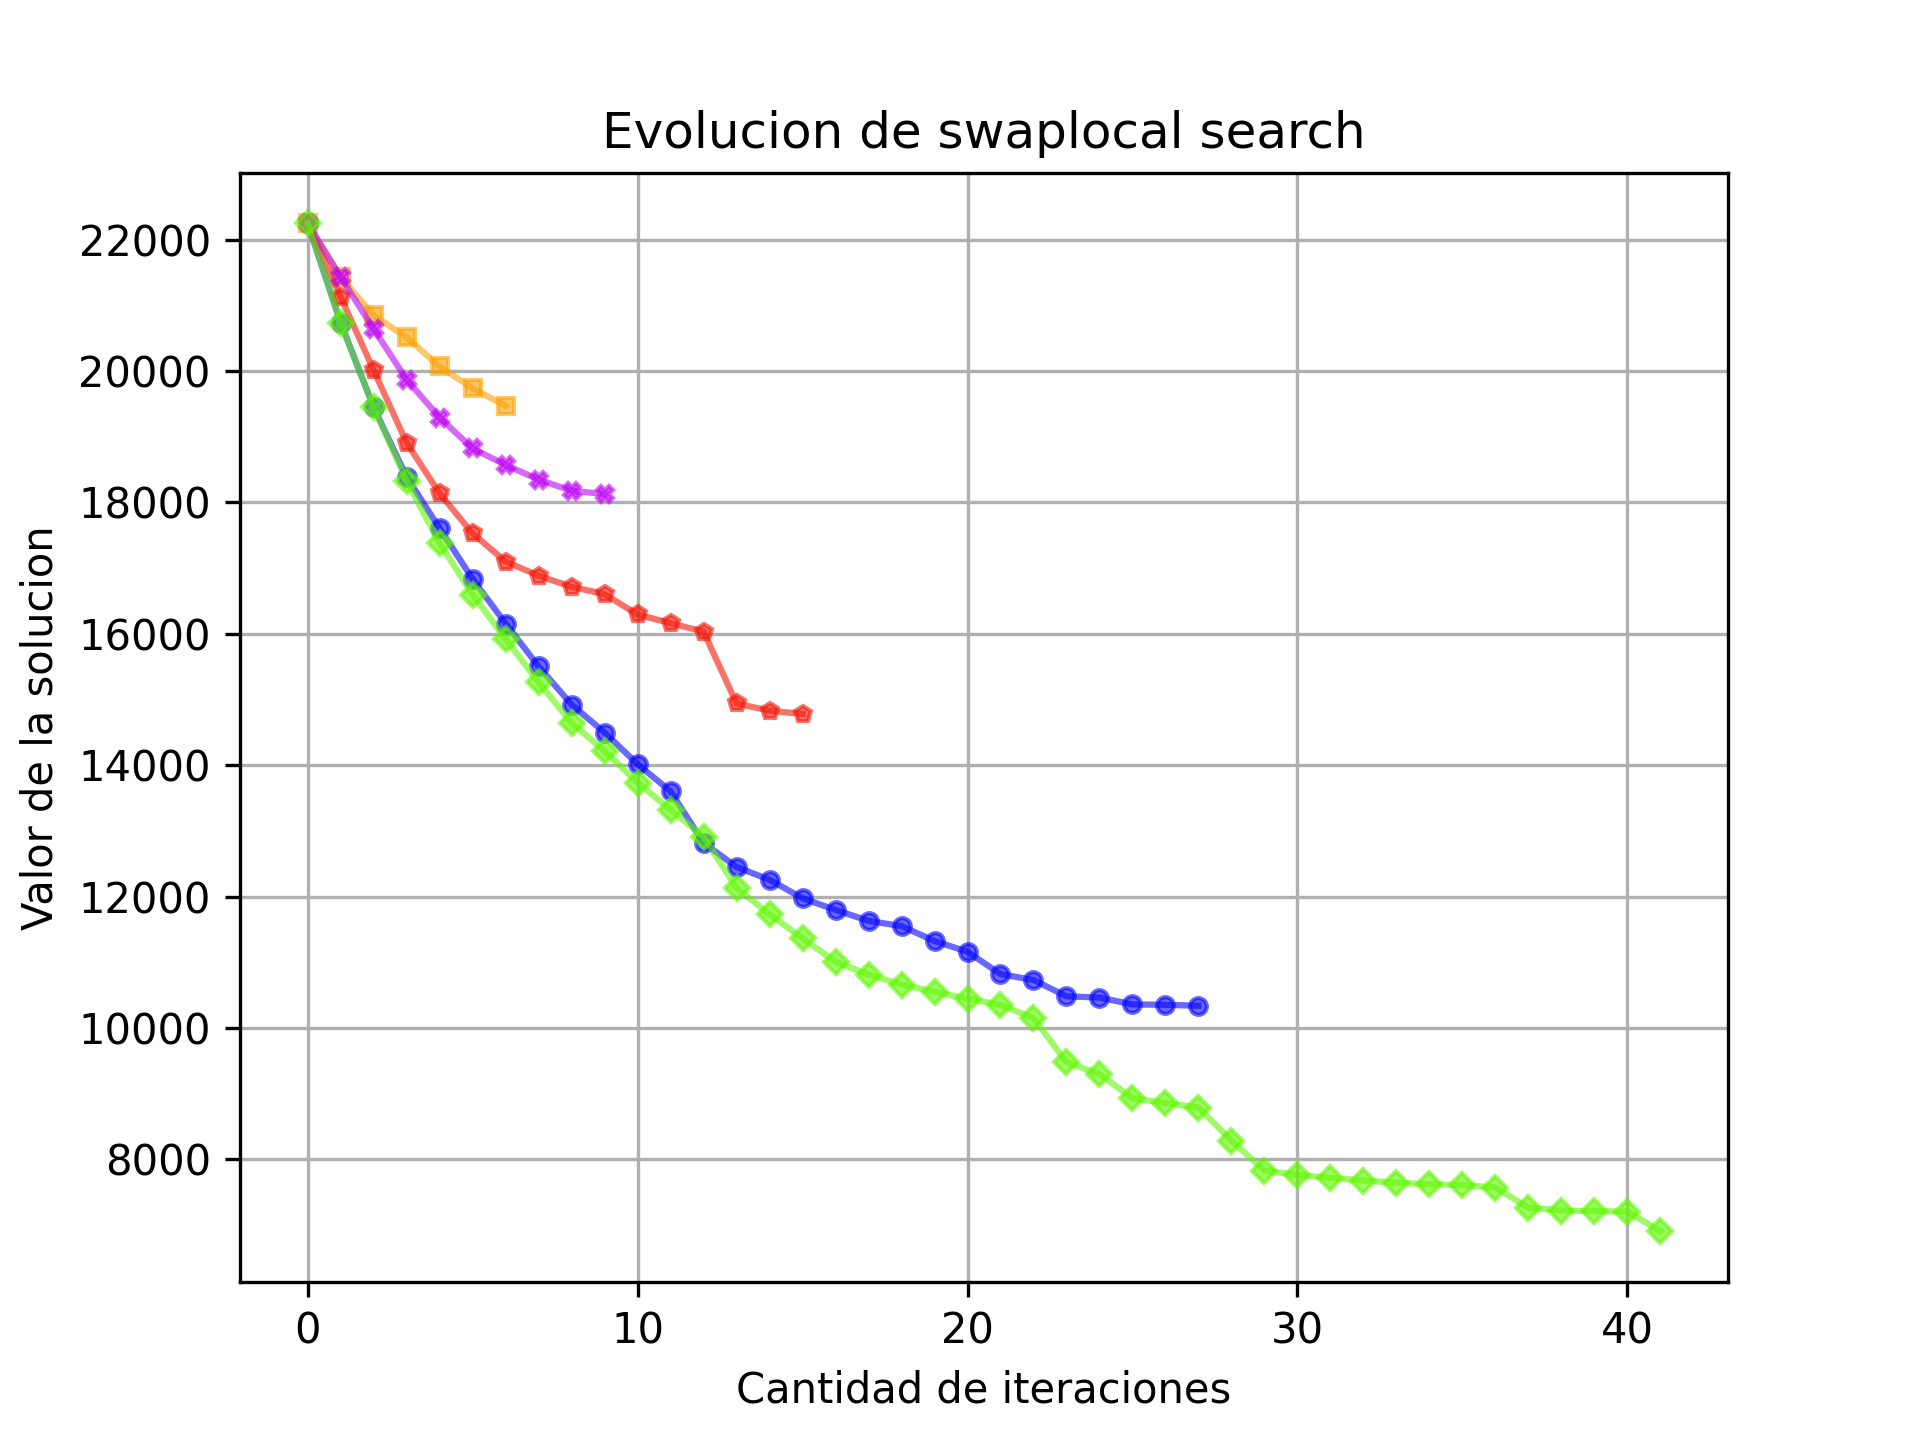 Evolucion de swaplocal search
22000
20000
18000
16000
14000
12000
10000
8000
Valor de la solucion
0 10 20 30 40
Cantidad de iteraciones